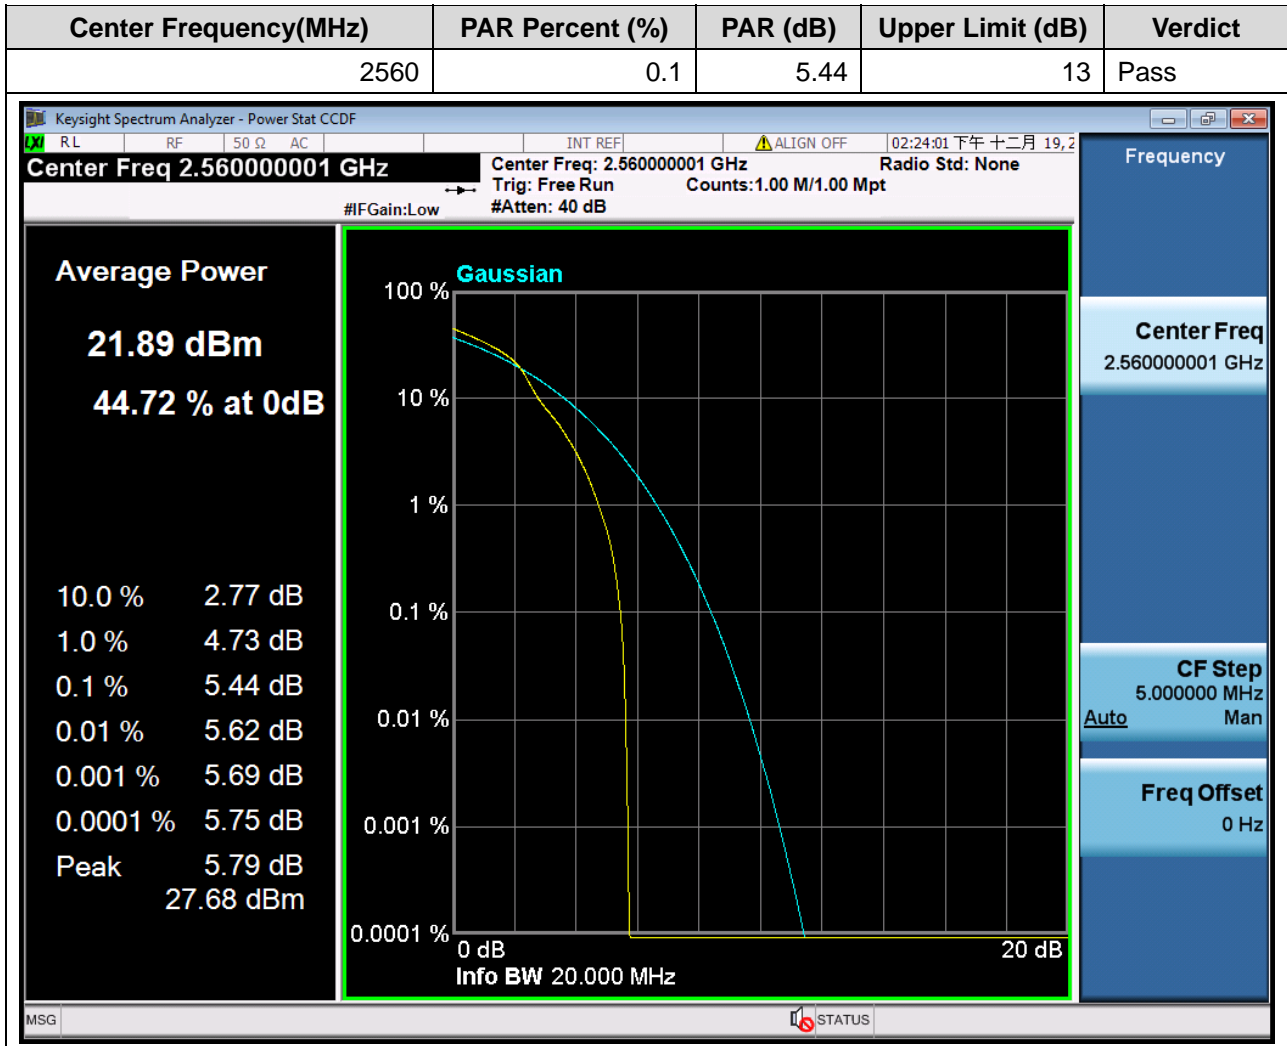 Center Frequency(MHz) PAR Percent (%) PAR (dB) Upper Limit (dB) Verdict
2560 0.1 5.44 13 Pass
Keysight Spectrum Analyzer - Power Stat CCDF
LXI RL RF 50 Ω AC INT REF ALIGN OFF 02:24:01 下午 十二月 19, 2
Center Freq 2.560000001 GHz
Center Freq: 2.560000001 GHz Radio Std: None
Trig: Free Run Counts:1.00 M/1.00 Mpt
#IFGain:Low #Atten: 40 dB
Frequency
Average Power
21.89 dBm
44.72 % at 0dB
10.0 % 2.77 dB
1.0 % 4.73 dB
0.1 % 5.44 dB
0.01 % 5.62 dB
0.001 % 5.69 dB
0.0001 % 5.75 dB
Peak 5.79 dB
27.68 dBm
Gaussian
100 %
10 %
1 %
0.1 %
0.01 %
0.001 %
0.0001 %
0 dB 20 dB
Info BW 20.000 MHz
Center Freq
2.560000001 GHz
CF Step
5.000000 MHz
Auto Man
Freq Offset
0 Hz
MSG STATUS